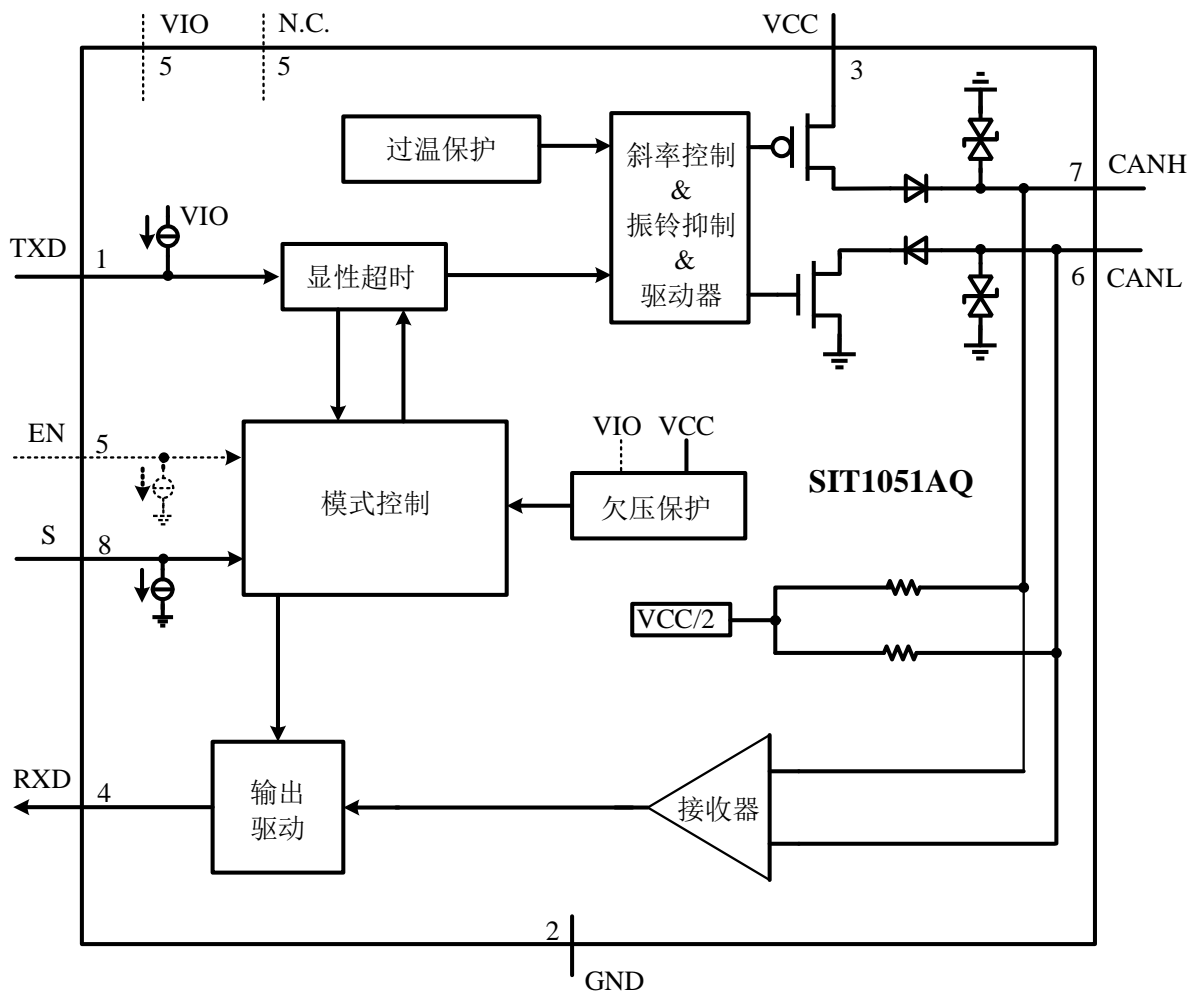 VIO
N.C.
VCC
5
5
3
过温保护
斜率控制
&
振铃抑制
&
驱动器
7
CANH
VIO
TXD
1
显性超时
6
CANL
EN
5
VIO
VCC
模式控制
欠压保护
SIT1051AQ
S
8
VCC/2
RXD
4
输出
驱动
接收器
2
GND